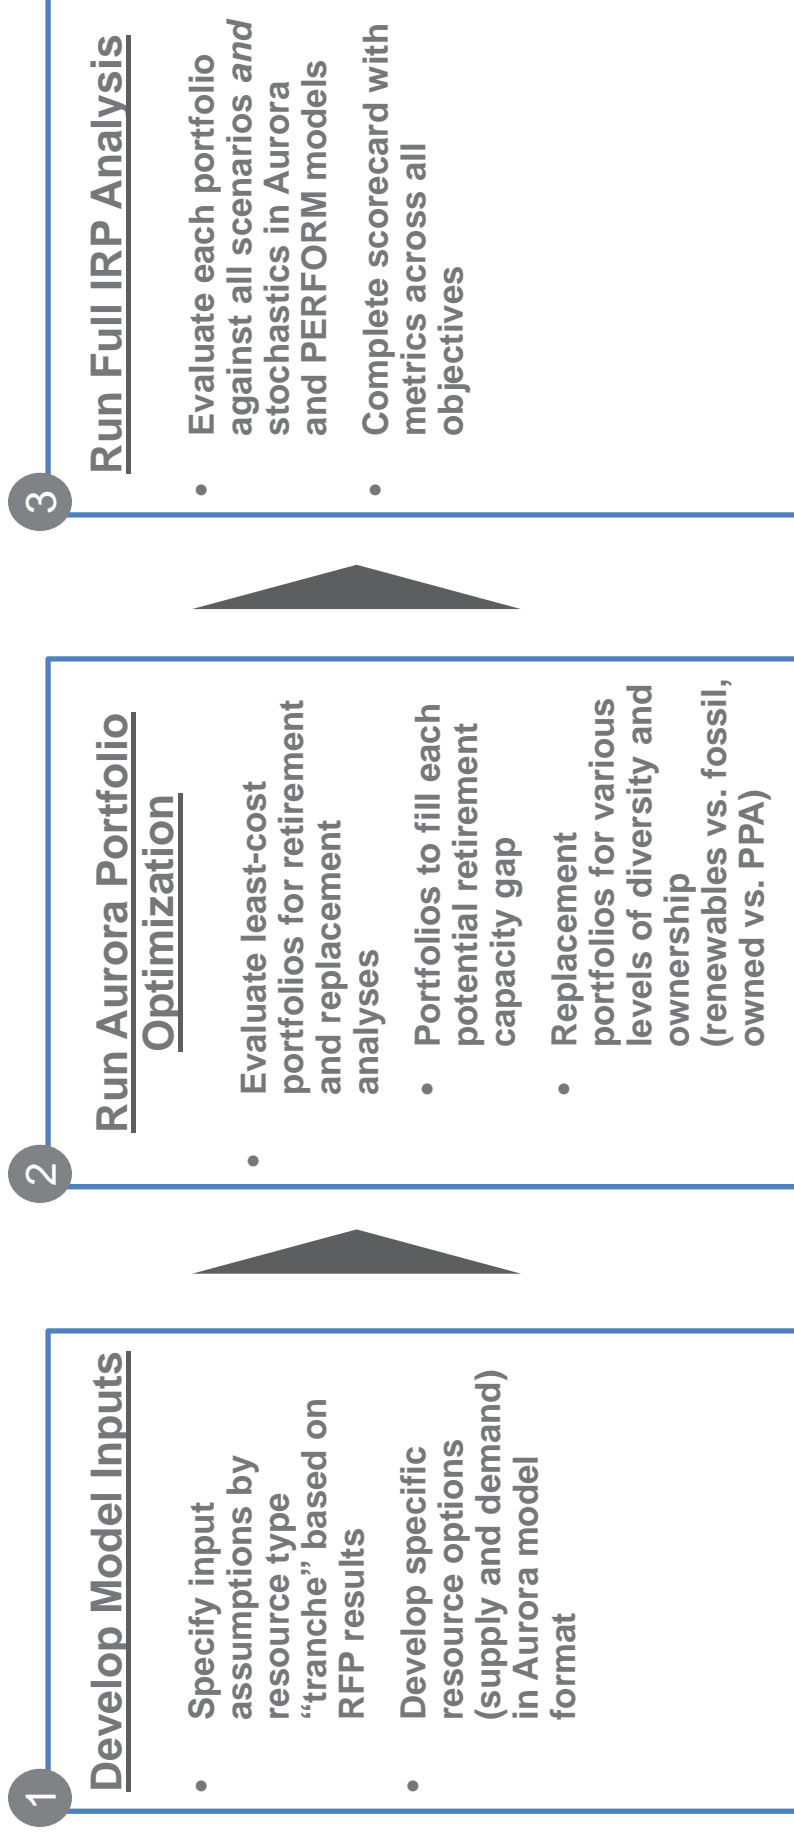 1
Develop Model Inputs
• Specify input
assumptions by
resource type
“tranche” based on
RFP results
• Develop specific
resource options
(supply and demand)
in Aurora model
format
2
Run Aurora Portfolio
Optimization
• Evaluate least-cost
portfolios for retirement
and replacement
analyses
• Portfolios to fill each
potential retirement
capacity gap
• Replacement
portfolios for various
levels of diversity and
ownership
(renewables vs. fossil,
owned vs. PPA)
3
Run Full IRP Analysis
• Evaluate each portfolio
against all scenarios and
stochastics in Aurora
and PERFORM models
• Complete scorecard with
metrics across all
objectives